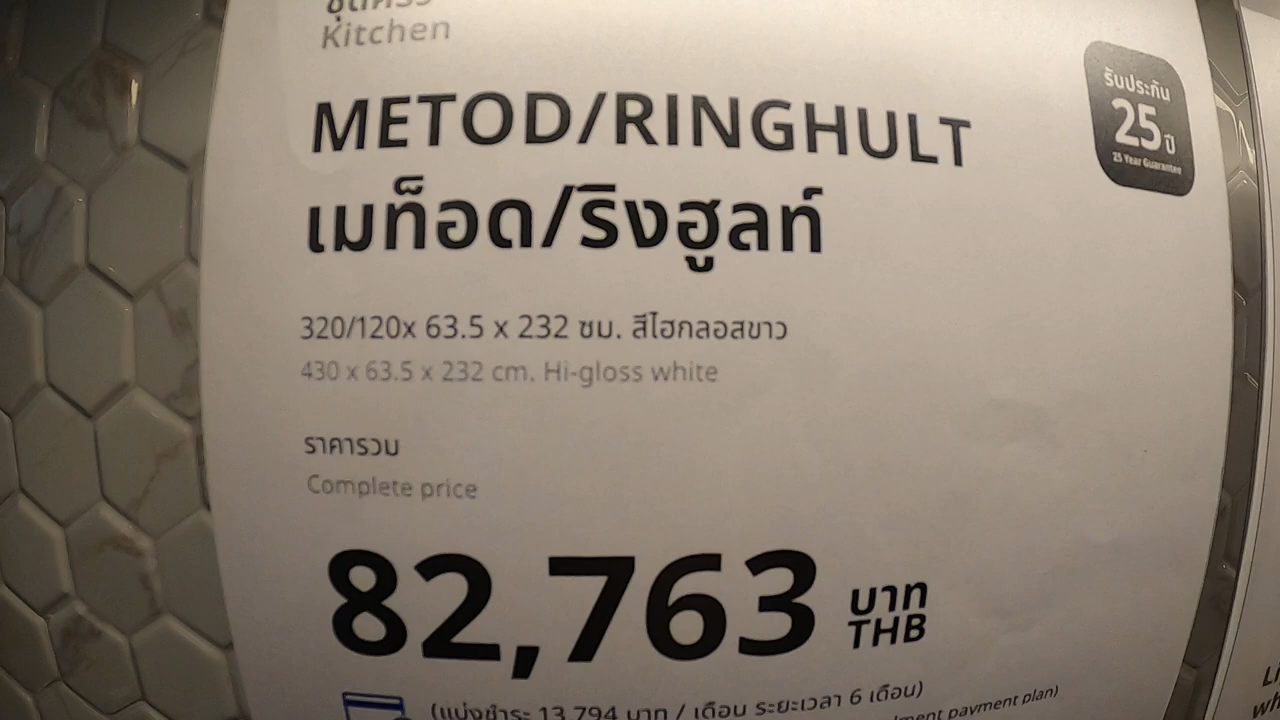 ชุดครัว
Kitchen
METOD/RINGHULT
เมท็อด/ริงฮูลท์
รับประกัน
25 ปี
25 Year Guarantee
320/120x 63.5 x 232 ซม. สีไฮกลอสขาว
430 x 63.5 x 232 cm. Hi-gloss white
ราคารวม
Complete price
82,763 บาท
THB
(แบ่งชำระ 13,794 บาท / เดือน ระยะเวลา 6 เดือน)
payment plan)